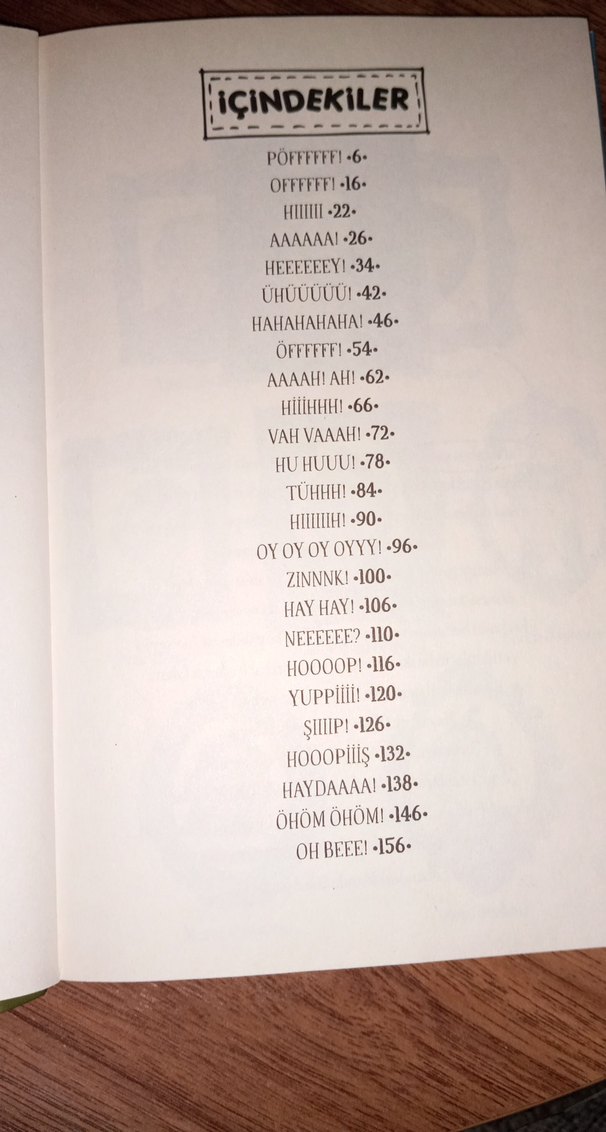 İÇİNDEKİLER
PÖFFFFFF! •6•
OFFFFFF! •16•
HIIIIII •22•
AAAAAA! •26•
HEEEEEEY! •34•
ÜHÜÜÜÜÜ! •42•
HAHAHAHAHA! •46•
ÖFFFFFF! •54•
AAAAH! AH! •62•
HİİİHHH! •66•
VAH VAAAH! •72•
HU HUUU! •78•
TÜHHH! •84•
HIIIIIIH! •90•
OY OY OY OYYY! •96•
ZINNNK! •100•
HAY HAY! •106•
NEEEEEE? •110•
HOOOOP! •116•
YUPPİİİİ! •120•
ŞIIIIP! •126•
HOOOPİİİŞ •132•
HAYDAAAA! •138•
ÖHÖM ÖHÖM! •146•
OH BEEE! •156•